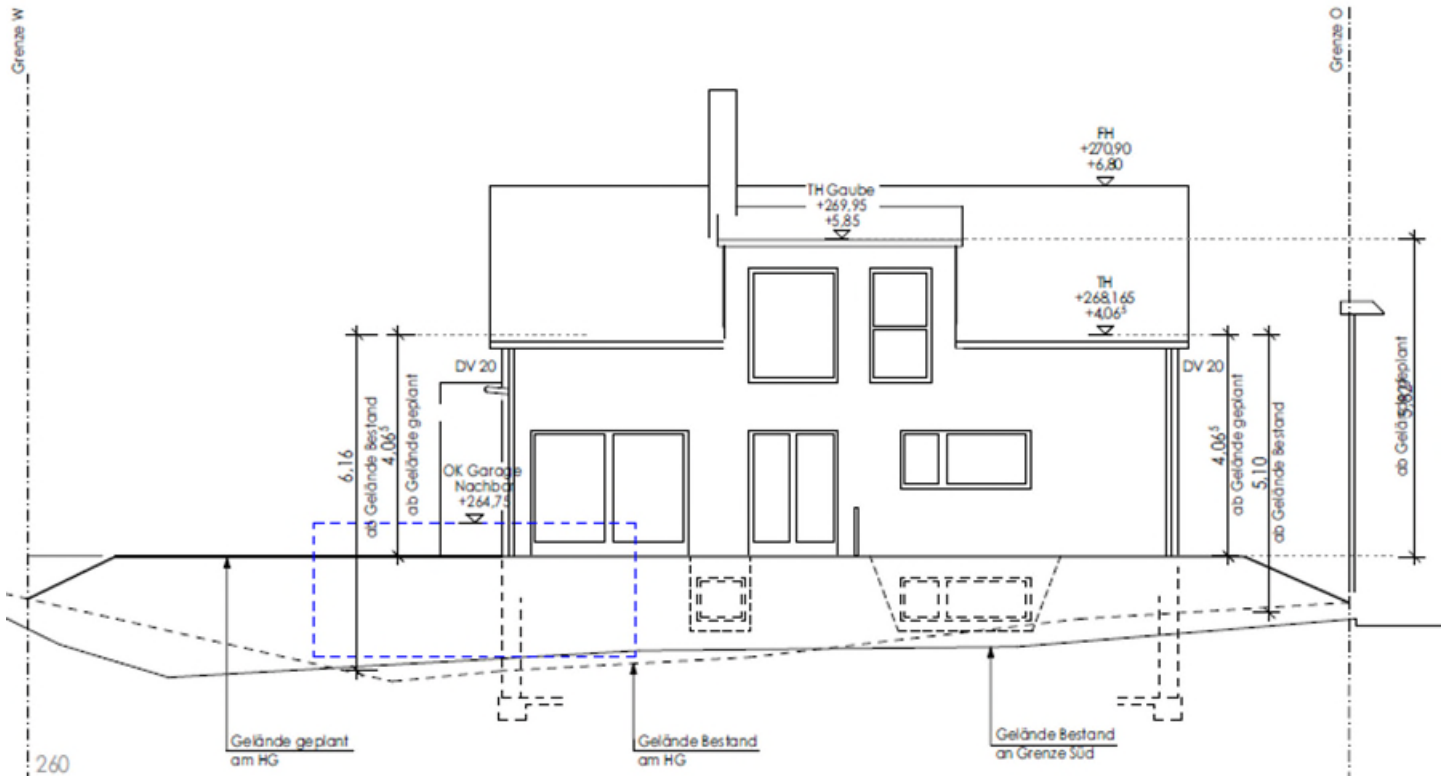 Grenze W
Grenze O
FH
+270,90
+6,80
TH Gaube
+269,95
+5,85
TH
+268,165
+4,06⁵
DV 20
DV 20
6,16
ab Gelände Bestand
4,06⁵
ab Gelände geplant
OK Garage
Nachbar
+264,75
4,06⁵
ab Gelände geplant
5,10
ab Gelände Bestand
ab Gelände geplant
Gelände geplant
am HG
Gelände Bestand
am HG
Gelände Bestand
an Grenze Süd
260